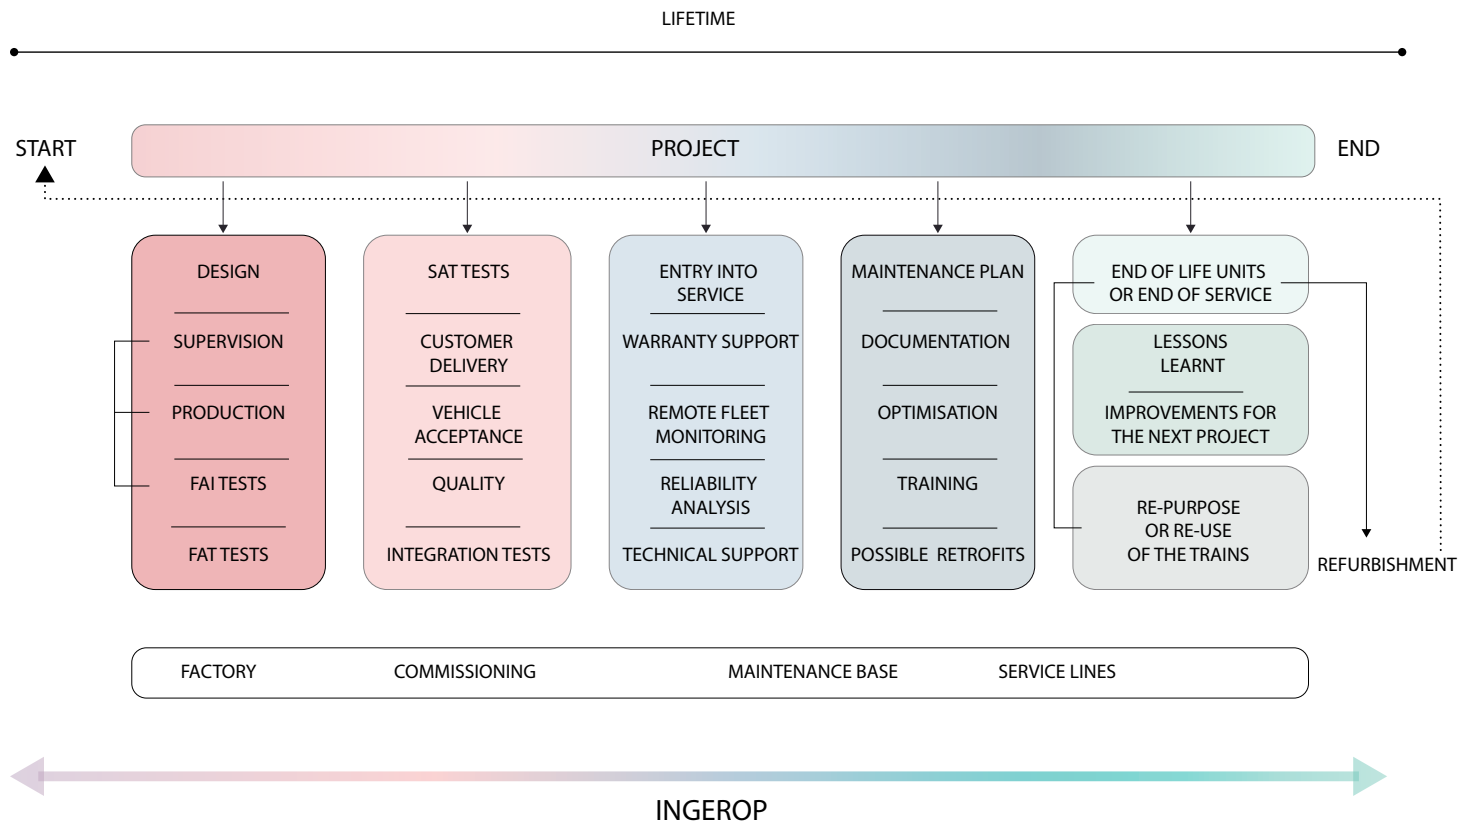 LIFETIME
START
PROJECT
END
DESIGN
SUPERVISION
PRODUCTION
FAI TESTS
FAT TESTS
SAT TESTS
CUSTOMER
DELIVERY
VEHICLE
ACCEPTANCE
QUALITY
INTEGRATION TESTS
ENTRY INTO
SERVICE
WARRANTY SUPPORT
REMOTE FLEET
MONITORING
RELIABILITY
ANALYSIS
TECHNICAL SUPPORT
MAINTENANCE PLAN
DOCUMENTATION
OPTIMISATION
TRAINING
POSSIBLE RETROFITS
END OF LIFE UNITS
OR END OF SERVICE
LESSONS
LEARNT
IMPROVEMENTS FOR
THE NEXT PROJECT
RE-PURPOSE
OR RE-USE
OF THE TRAINS
REFURBISHMENT
FACTORY
COMMISSIONING
MAINTENANCE BASE
SERVICE LINES
INGEROP